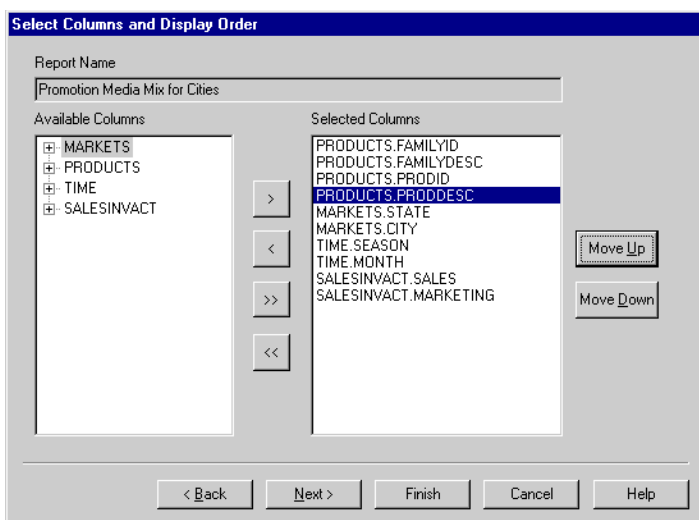 Select Columns and Display Order
Report Name
Promotion Media Mix for Cities
Available Columns
Selected Columns
MARKETS
PRODUCTS
TIME
SALESINVACT
>
<
>>
<<
PRODUCTS.FAMILYID
PRODUCTS.FAMILYDESC
PRODUCTS.PRODID
PRODUCTS.PRODDESC
MARKETS.STATE
MARKETS.CITY
TIME.SEASON
TIME.MONTH
SALESINVACT.SALES
SALESINVACT.MARKETING
Move Up
Move Down
< Back
Next >
Finish
Cancel
Help